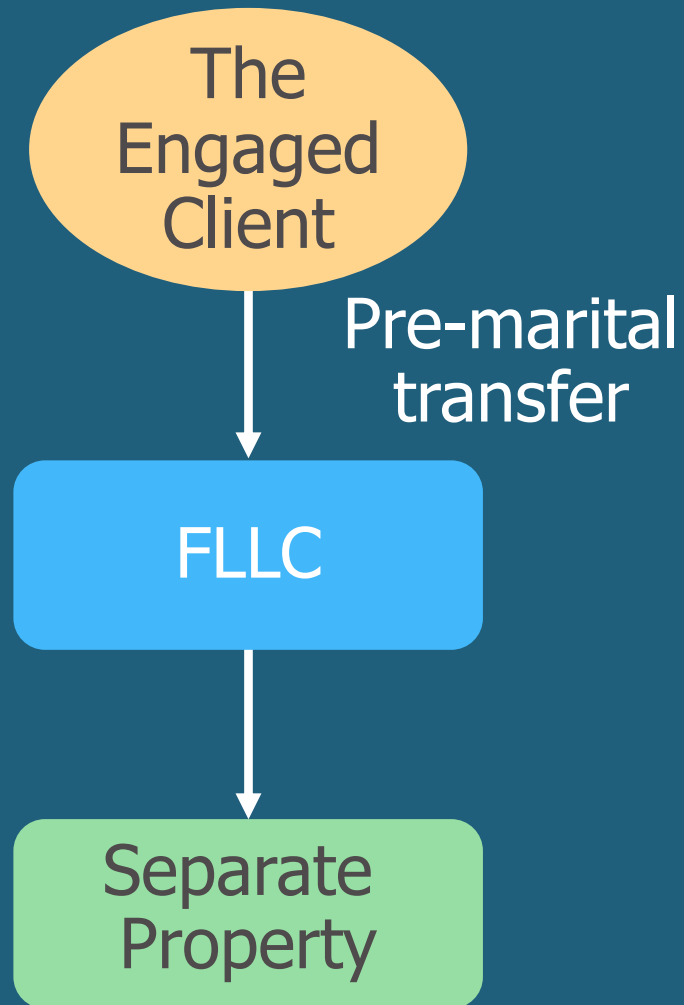 The
Engaged
Client
Pre-marital
transfer
FLLC
Separate
Property